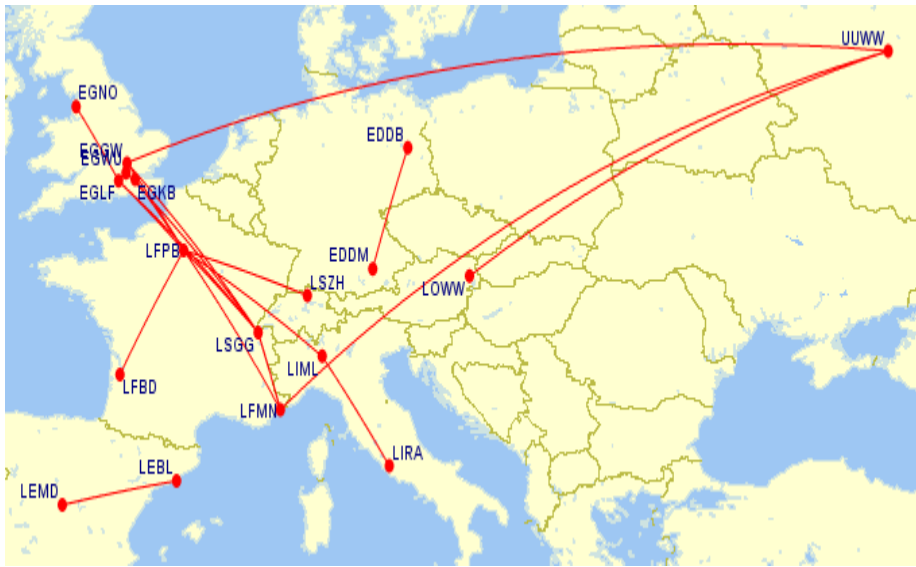 UUWW
EGNO
EDDB
EGGW
EGWU
EGLF
EGKB
LFPB
EDDM
LSZH
LOWW
LSGG
LIML
LFBD
LFMN
LIRA
LEBL
LEMD